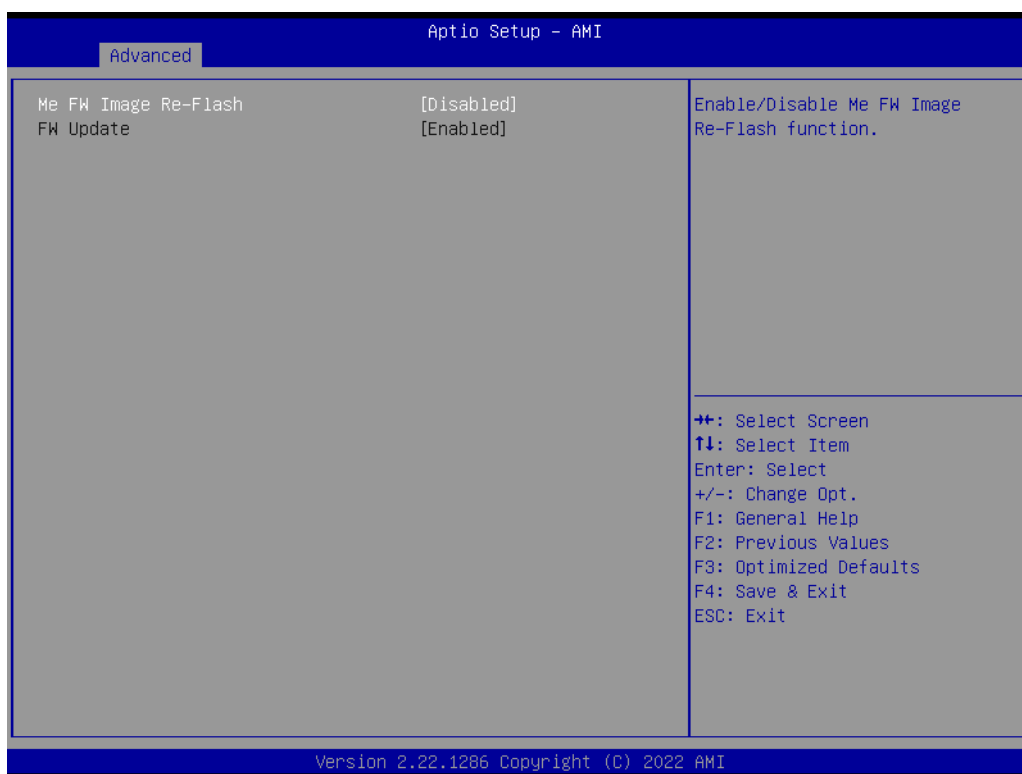 Aptio Setup – AMI
Advanced
Me FW Image Re-Flash [Disabled]
FW Update [Enabled]
Enable/Disable Me FW Image
Re-Flash function.
→←: Select Screen
↑↓: Select Item
Enter: Select
+/-: Change Opt.
F1: General Help
F2: Previous Values
F3: Optimized Defaults
F4: Save & Exit
ESC: Exit
Version 2.22.1286 Copyright (C) 2022 AMI